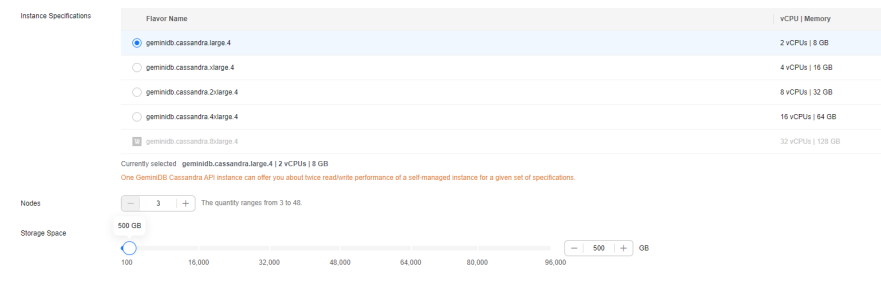 Instance Specifications
Flavor Name vCPU | Memory
geminidb.cassandra.large.4 2 vCPUs | 8 GB
geminidb.cassandra.xlarge.4 4 vCPUs | 16 GB
geminidb.cassandra.2xlarge.4 8 vCPUs | 32 GB
geminidb.cassandra.4xlarge.4 16 vCPUs | 64 GB
geminidb.cassandra.8xlarge.4 32 vCPUs | 128 GB
Currently selected geminidb.cassandra.large.4 | 2 vCPUs | 8 GB
One GeminiDB Cassandra API instance can offer you about twice read/write performance of a self-managed instance for a given set of specifications.
Nodes − 3 + The quantity ranges from 3 to 48.
500 GB
Storage Space
− 500 + GB
100 16,000 32,000 48,000 64,000 80,000 96,000